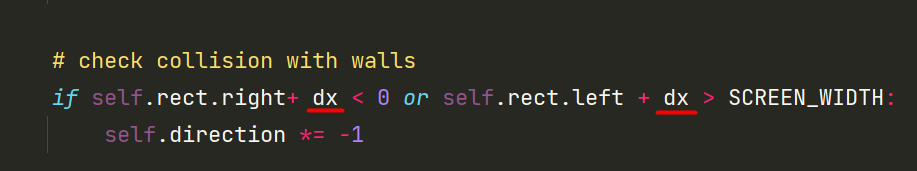 # check collision with walls
if self.rect.right+ dx < 0 or self.rect.left + dx > SCREEN_WIDTH:
self.direction *= -1